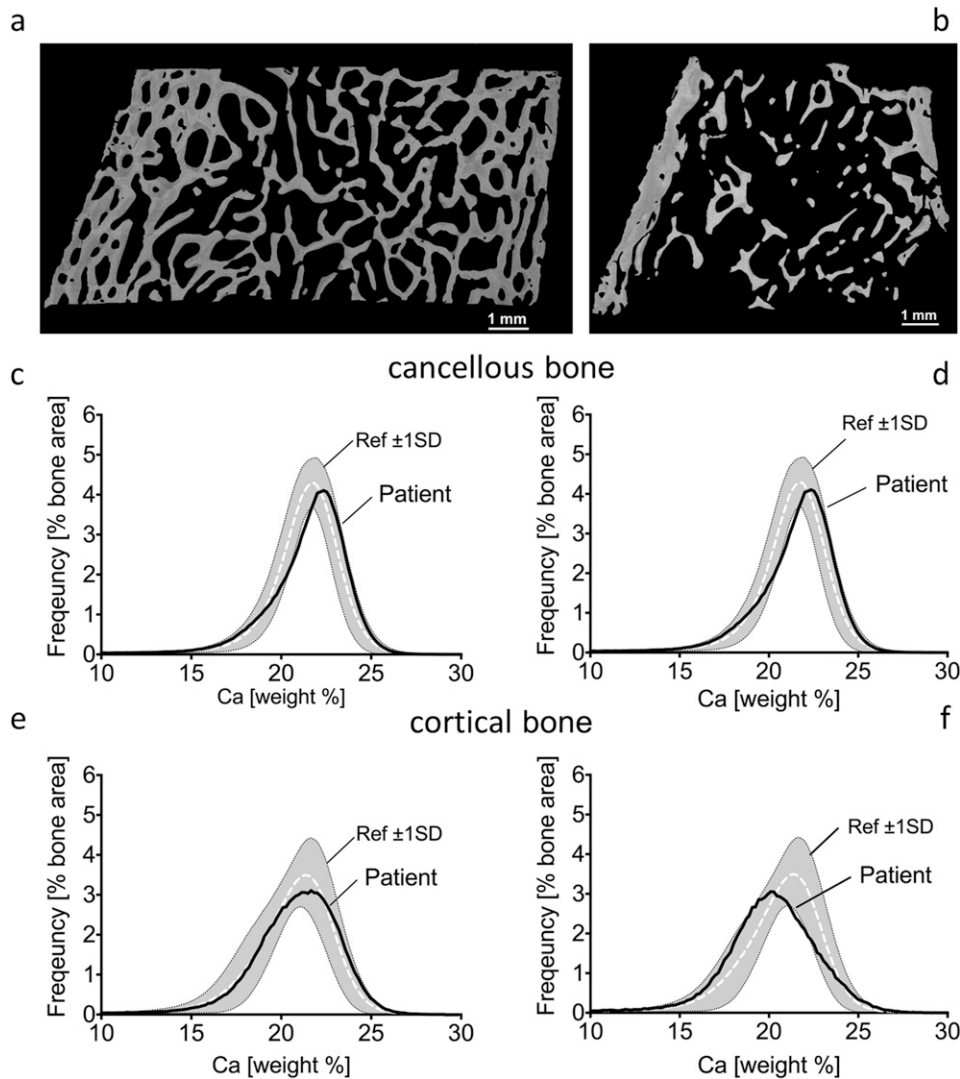 a
b
1 mm
1 mm
cancellous bone
c
d
Freqeuncy [% bone area]
6
5
4
3
2
1
0
Ref ±1SD
Patient
10 15 20 25 30
Ca [weight %]
Freqeuncy [% bone area]
6
5
4
3
2
1
0
Ref ±1SD
Patient
10 15 20 25 30
Ca [weight %]
cortical bone
e
f
Freqeuncy [% bone area]
6
5
4
3
2
1
0
Ref ±1SD
Patient
10 15 20 25 30
Ca [weight %]
Freqeuncy [% bone area]
6
5
4
3
2
1
0
Ref ±1SD
Patient
10 15 20 25 30
Ca [weight %]